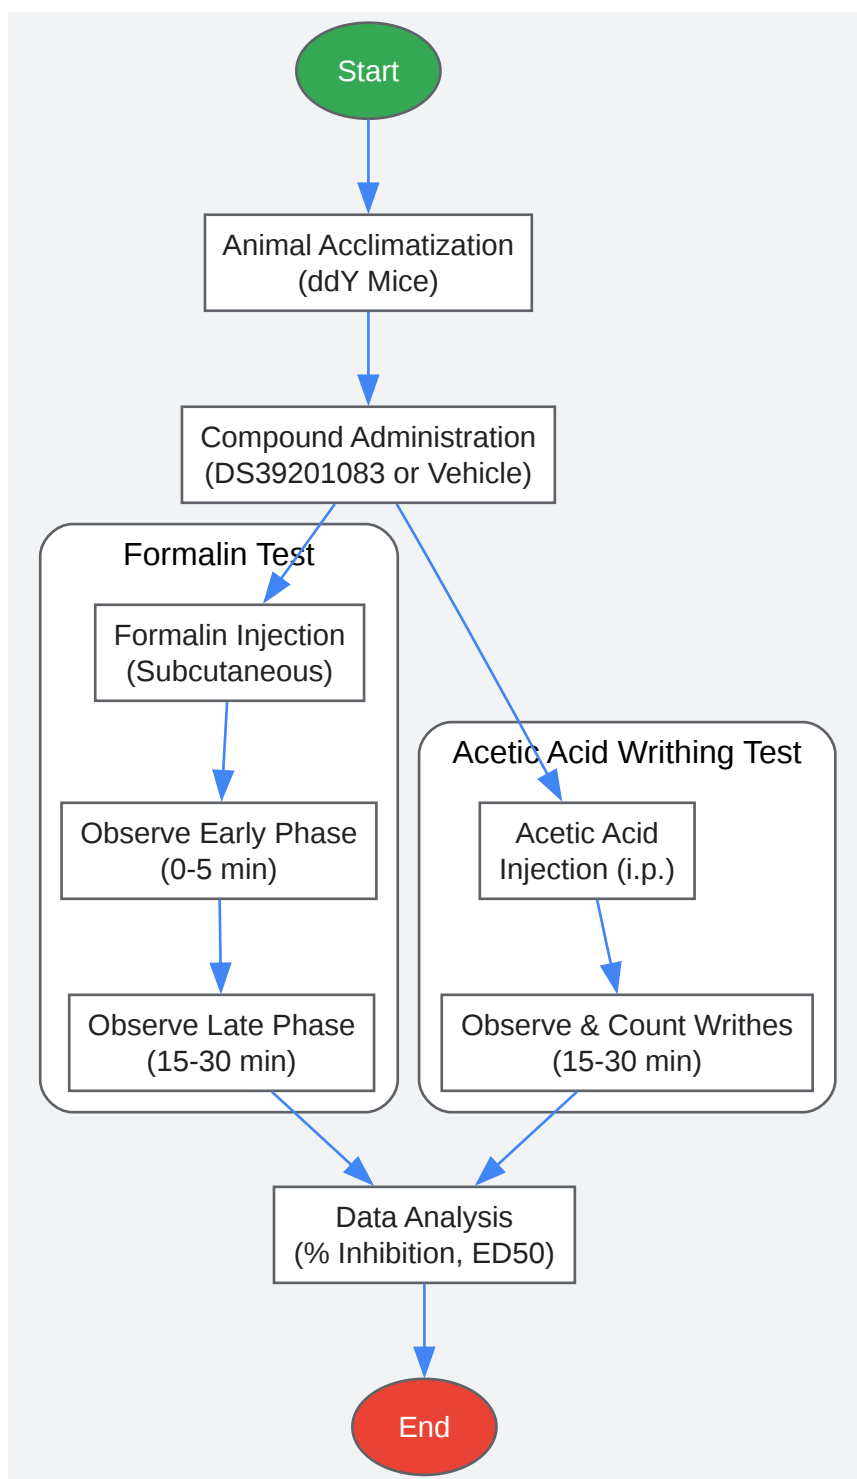 Start
Animal Acclimatization
(ddY Mice)
Compound Administration
(DS39201083 or Vehicle)
Formalin Test
Formalin Injection
(Subcutaneous)
Observe Early Phase
(0-5 min)
Observe Late Phase
(15-30 min)
Acetic Acid Writhing Test
Acetic Acid
Injection (i.p.)
Observe & Count Writhes
(15-30 min)
Data Analysis
(% Inhibition, ED50)
End